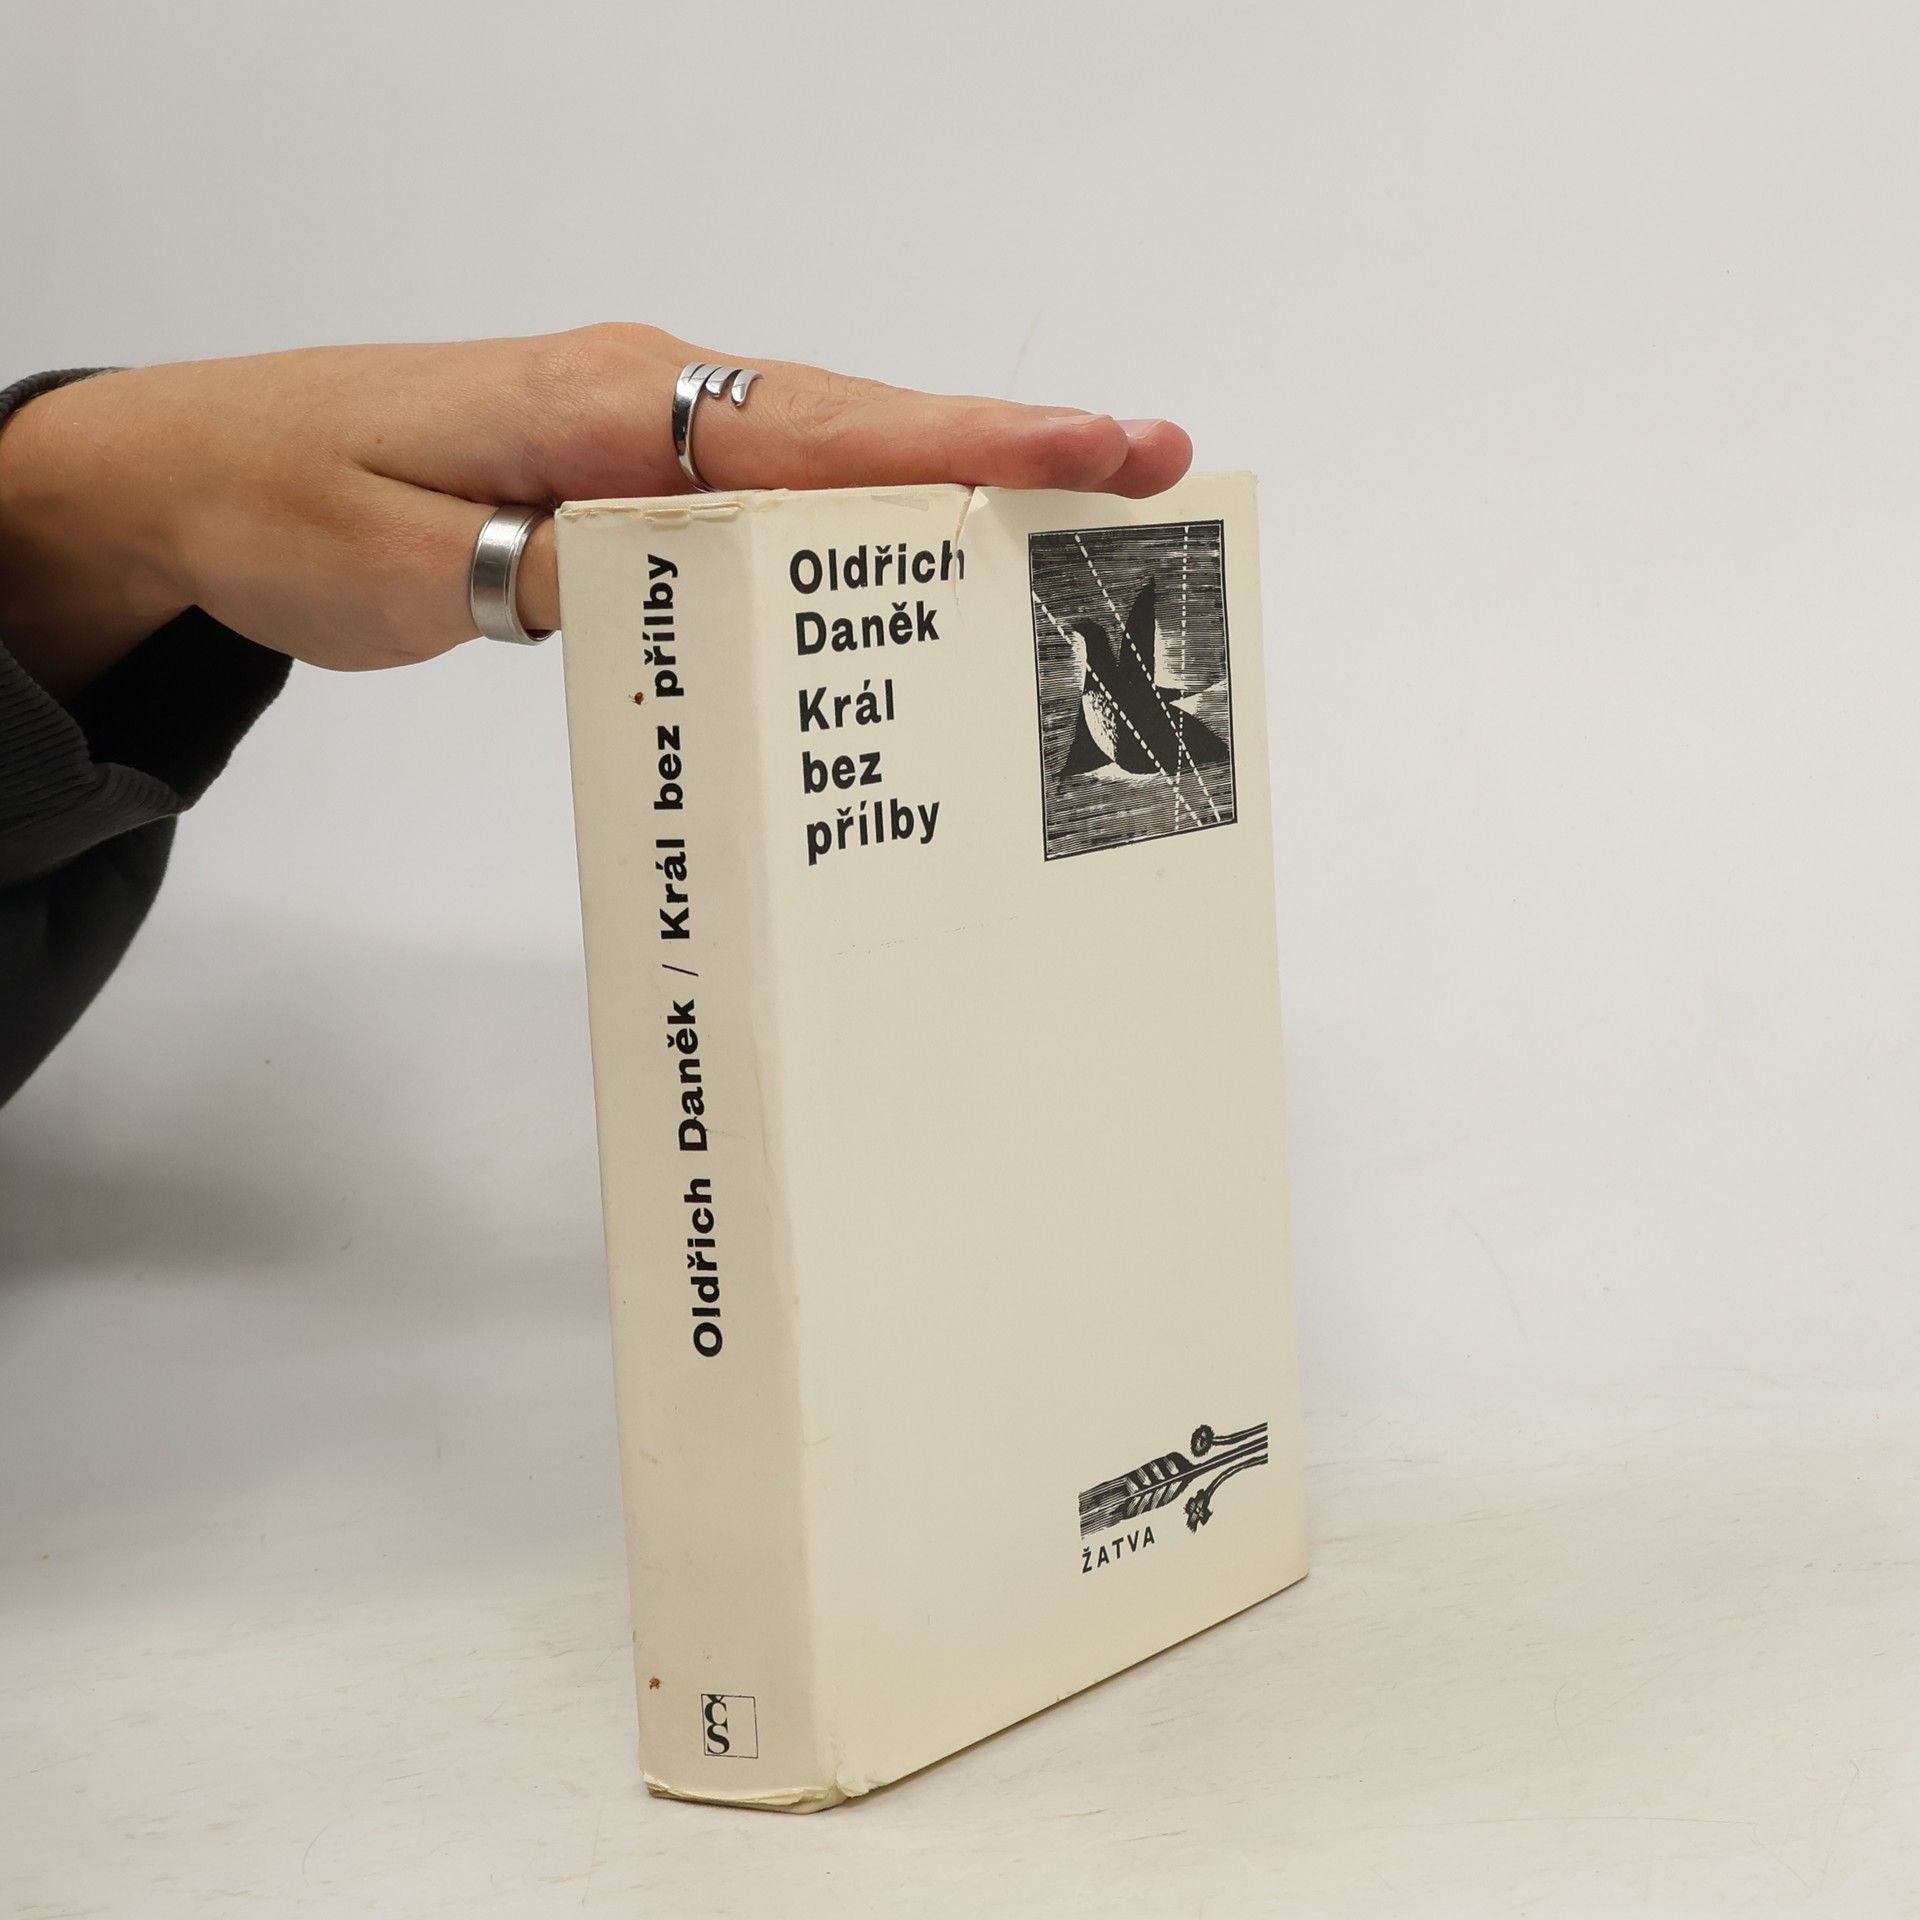 Oldřich Daněk / Král bez přílby
ČS
Oldřich
Daněk
Král
bez
přílby
ŽATVA